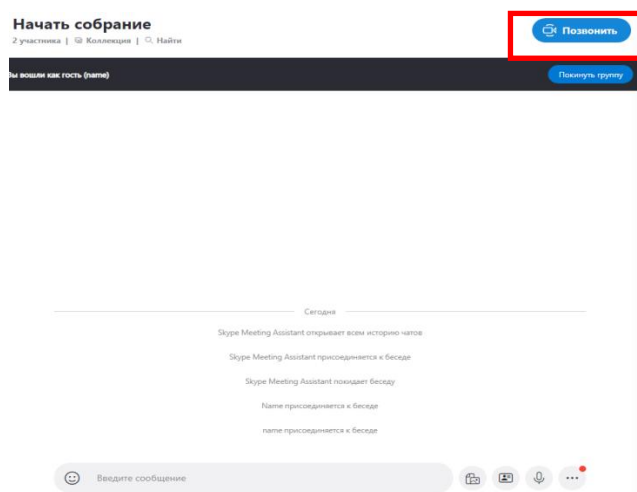 Начать собрание
Позвонить
2 участника | Коллекция | Найти
Вы вошли как гость (name)
Покинуть группу
Сегодня
Skype Meeting Assistant открывает всем историю чатов
Skype Meeting Assistant присоединяется к беседе
Skype Meeting Assistant покидает беседу
Name присоединяется к беседе
name присоединяется к беседе
Введите сообщение